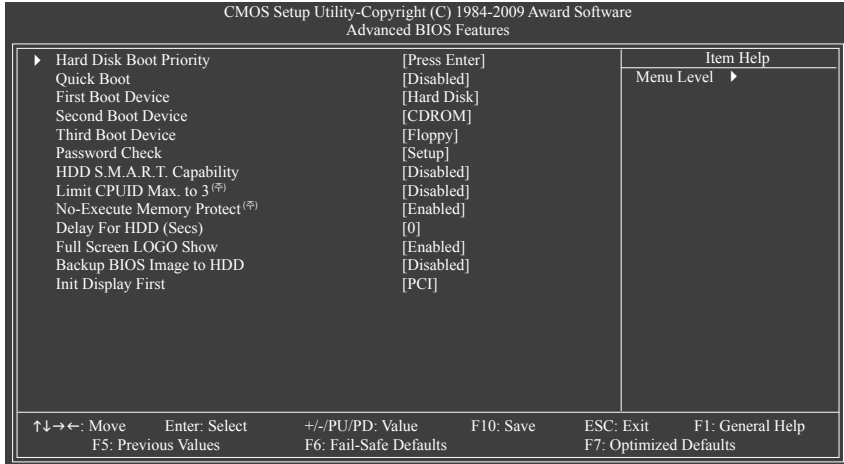 CMOS Setup Utility-Copyright (C) 1984-2009 Award Software
Advanced BIOS Features
Hard Disk Boot Priority [Press Enter]
Quick Boot [Disabled]
First Boot Device [Hard Disk]
Second Boot Device [CDROM]
Third Boot Device [Floppy]
Password Check [Setup]
HDD S.M.A.R.T. Capability [Disabled]
Limit CPUID Max. to 3 (주) [Disabled]
No-Execute Memory Protect (주) [Enabled]
Delay For HDD (Secs) [0]
Full Screen LOGO Show [Enabled]
Backup BIOS Image to HDD [Disabled]
Init Display First [PCI]
Item Help
Menu Level
↑↓→←: Move Enter: Select +/-/PU/PD: Value F10: Save ESC: Exit F1: General Help
F5: Previous Values F6: Fail-Safe Defaults F7: Optimized Defaults